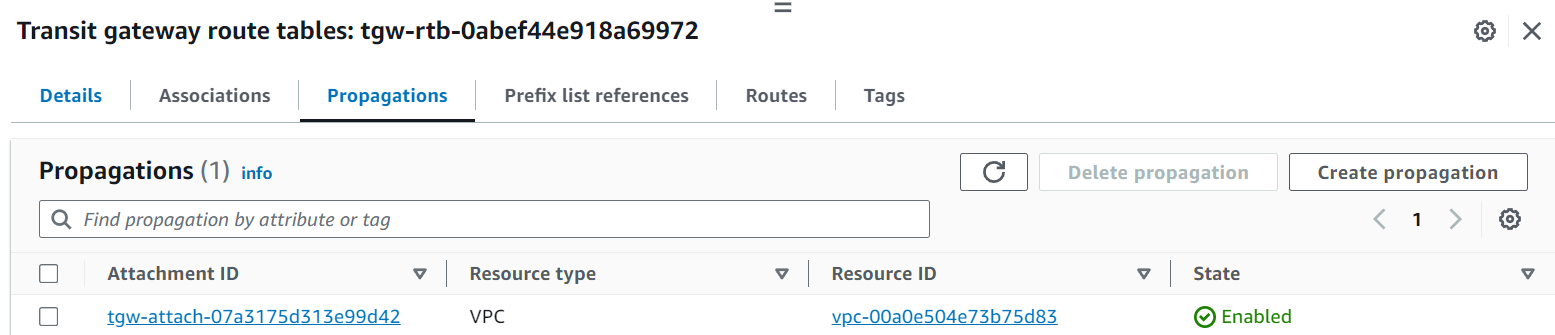 Transit gateway route tables: tgw-rtb-0abef44e918a69972
Details Associations Propagations Prefix list references Routes Tags
Propagations (1) info Delete propagation Create propagation
Find propagation by attribute or tag 1
Attachment ID Resource type Resource ID State
tgw-attach-07a3175d313e99d42 VPC vpc-00a0e504e73b75d83 Enabled